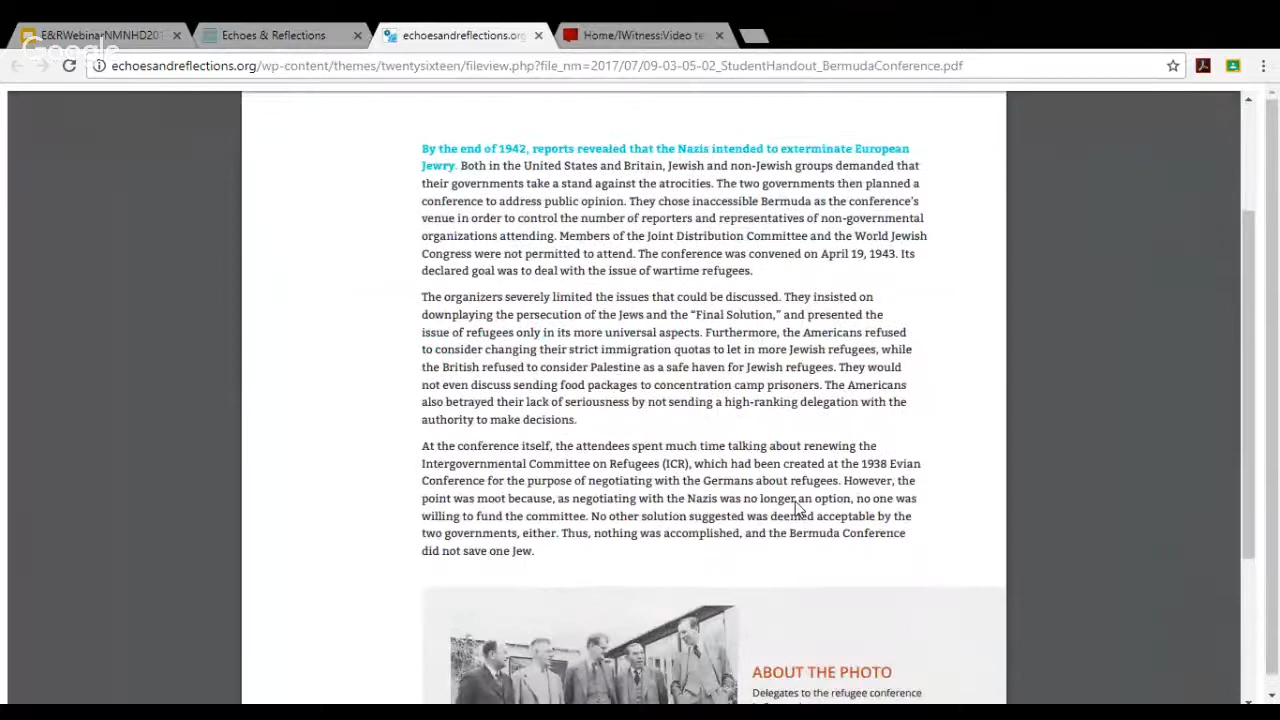 E&RWebinarNMNHD201
Echoes & Reflections
echoesandreflections.org
Home/IWitness:Video te
Google
echoesandreflections.org/wp-content/themes/twentysixteen/fileview.php?file_nm=2017/07/09-03-05-02_StudentHandout_BermudaConference.pdf
By the end of 1942, reports revealed that the Nazis intended to exterminate European
Jewry. Both in the United States and Britain, Jewish and non-Jewish groups demanded that
their governments take a stand against the atrocities. The two governments then planned a
conference to address public opinion. They chose inaccessible Bermuda as the conference's
venue in order to control the number of reporters and representatives of non-governmental
organizations attending. Members of the Joint Distribution Committee and the World Jewish
Congress were not permitted to attend. The conference was convened on April 19, 1943. Its
declared goal was to deal with the issue of wartime refugees.
The organizers severely limited the issues that could be discussed. They insisted on
downplaying the persecution of the Jews and the “Final Solution,” and presented the
issue of refugees only in its more universal aspects. Furthermore, the Americans refused
to consider changing their strict immigration quotas to let in more Jewish refugees, while
the British refused to consider Palestine as a safe haven for Jewish refugees. They would
not even discuss sending food packages to concentration camp prisoners. The Americans
also betrayed their lack of seriousness by not sending a high-ranking delegation with the
authority to make decisions.
At the conference itself, the attendees spent much time talking about renewing the
Intergovernmental Committee on Refugees (ICR), which had been created at the 1938 Evian
Conference for the purpose of negotiating with the Germans about refugees. However, the
point was moot because, as negotiating with the Nazis was no longer an option, no one was
willing to fund the committee. No other solution suggested was deemed acceptable by the
two governments, either. Thus, nothing was accomplished, and the Bermuda Conference
did not save one Jew.
ABOUT THE PHOTO
Delegates to the refugee conference